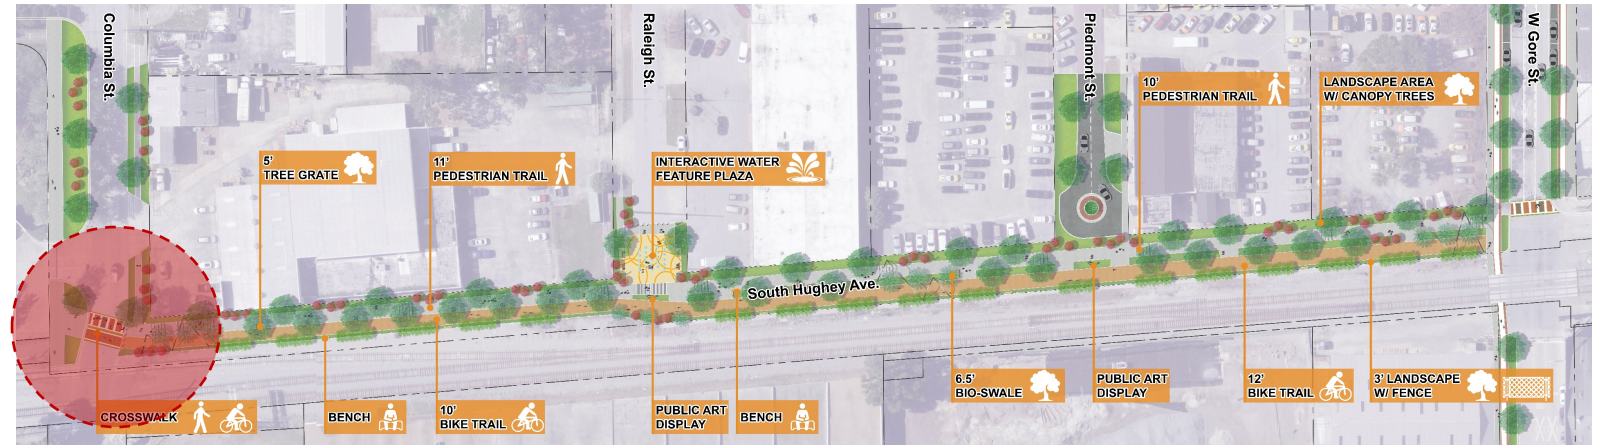 Columbia St.
Raleigh St.
Piedmont St.
W Gore St.
10'
PEDESTRIAN TRAIL
LANDSCAPE AREA
W/ CANOPY TREES
5'
TREE GRATE
11'
PEDESTRIAN TRAIL
INTERACTIVE WATER
FEATURE PLAZA
South Hughey Ave.
CROSSWALK
BENCH
10'
BIKE TRAIL
PUBLIC ART
DISPLAY
BENCH
6.5'
BIO-SWALE
PUBLIC ART
DISPLAY
12'
BIKE TRAIL
3' LANDSCAPE
W/ FENCE